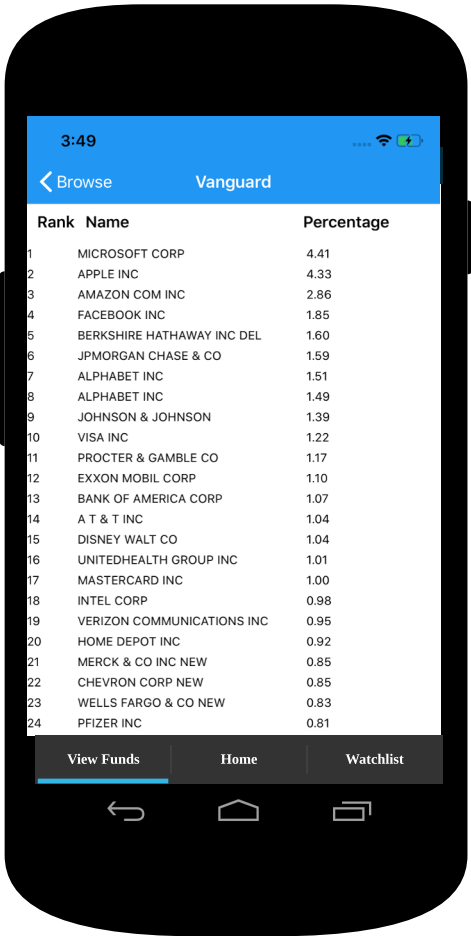 3:49
Browse Vanguard
Rank Name Percentage
1 MICROSOFT CORP 4.41
2 APPLE INC 4.33
3 AMAZON COM INC 2.86
4 FACEBOOK INC 1.85
5 BERKSHIRE HATHAWAY INC DEL 1.60
6 JPMORGAN CHASE & CO 1.59
7 ALPHABET INC 1.51
8 ALPHABET INC 1.49
9 JOHNSON & JOHNSON 1.39
10 VISA INC 1.22
11 PROCTER & GAMBLE CO 1.17
12 EXXON MOBIL CORP 1.10
13 BANK OF AMERICA CORP 1.07
14 A T & T INC 1.04
15 DISNEY WALT CO 1.04
16 UNITEDHEALTH GROUP INC 1.01
17 MASTERCARD INC 1.00
18 INTEL CORP 0.98
19 VERIZON COMMUNICATIONS INC 0.95
20 HOME DEPOT INC 0.92
21 MERCK & CO INC NEW 0.85
22 CHEVRON CORP NEW 0.85
23 WELLS FARGO & CO NEW 0.83
24 PFIZER INC 0.81
View Funds Home Watchlist